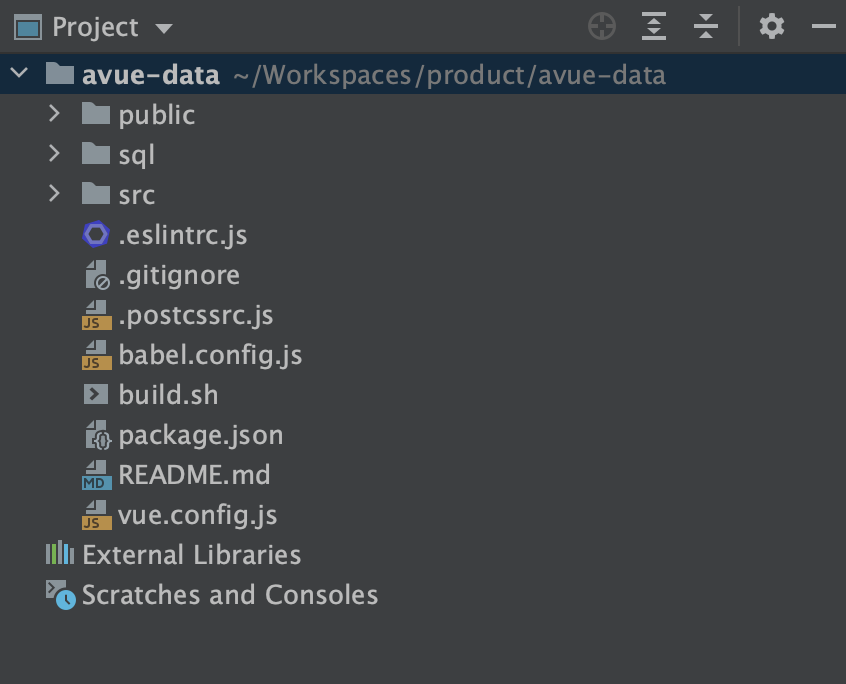 Project
avue-data ~/Workspaces/product/avue-data
public
sql
src
.eslintrc.js
.gitignore
JS .postcssrc.js
JS babel.config.js
build.sh
package.json
MD README.md
JS vue.config.js
External Libraries
Scratches and Consoles